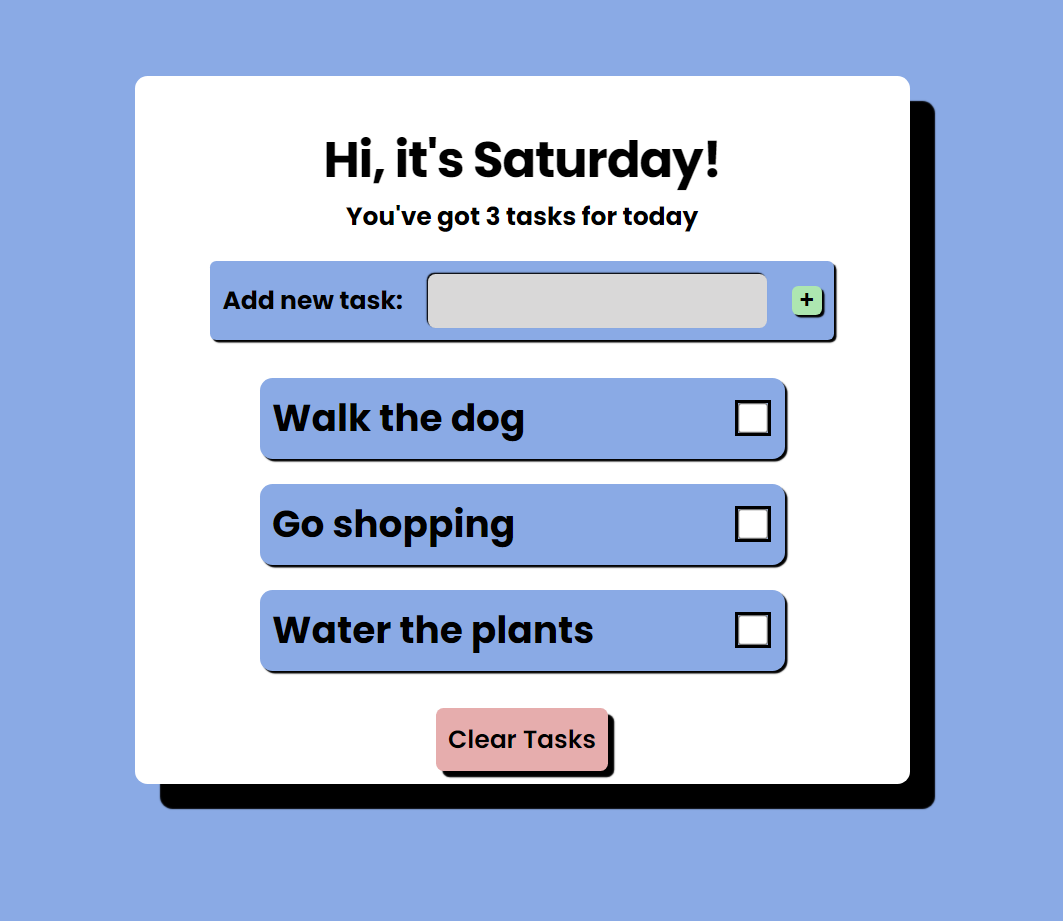 Hi, it's Saturday!
You've got 3 tasks for today
Add new task: +
Walk the dog
Go shopping
Water the plants
Clear Tasks